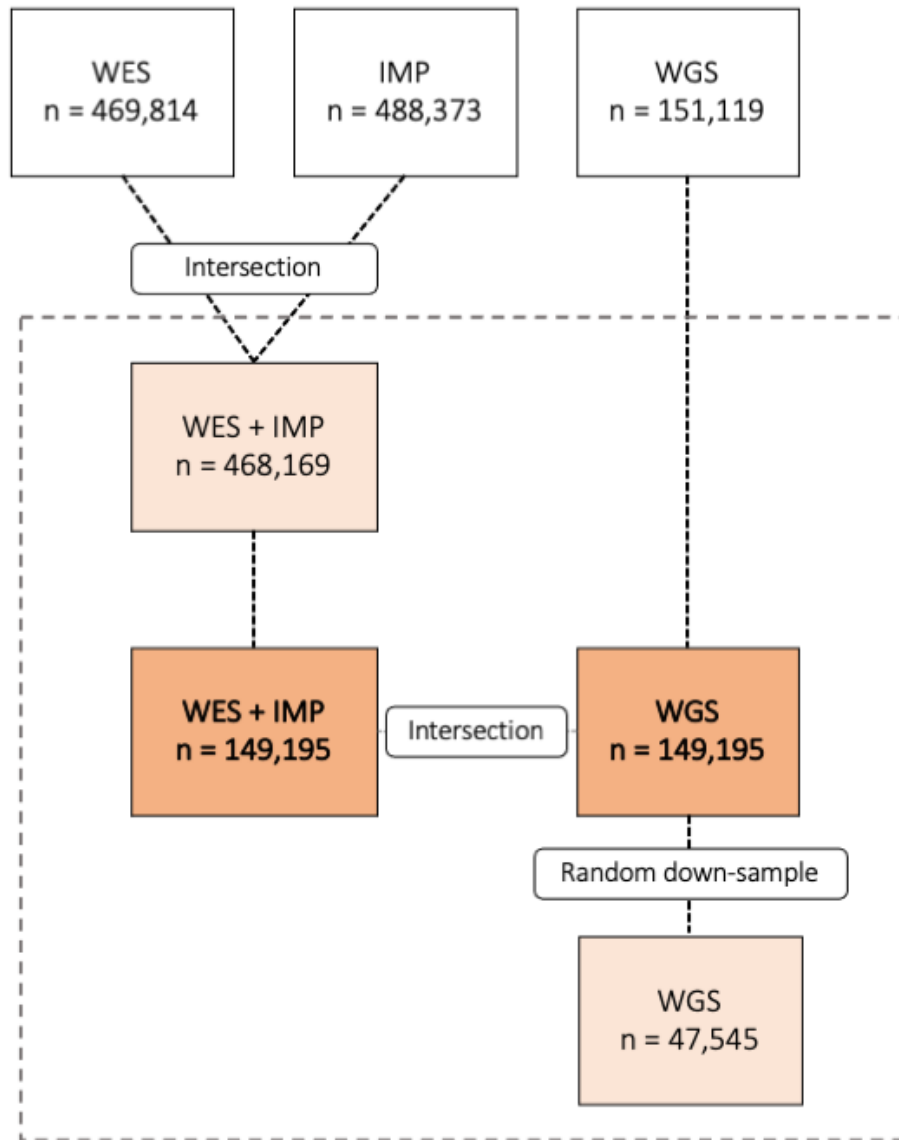 WES
n = 469,814
IMP
n = 488,373
WGS
n = 151,119
Intersection
WES + IMP
n = 468,169
WES + IMP
n = 149,195
Intersection
WGS
n = 149,195
Random down-sample
WGS
n = 47,545